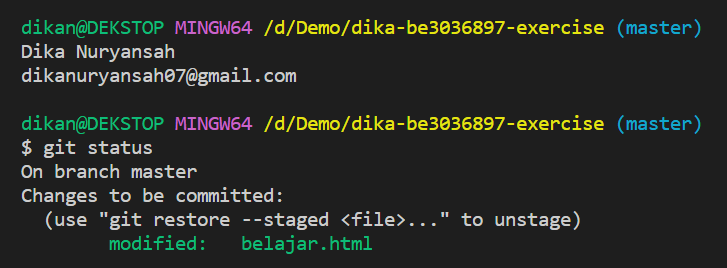 dikan@DEKSTOP MINGW64 /d/Demo/dika-be3036897-exercise (master)
Dika Nuryansah
dikanuryansah07@gmail.com
dikan@DEKSTOP MINGW64 /d/Demo/dika-be3036897-exercise (master)
$ git status
On branch master
Changes to be committed:
  (use "git restore --staged <file>..." to unstage)
        modified:   belajar.html